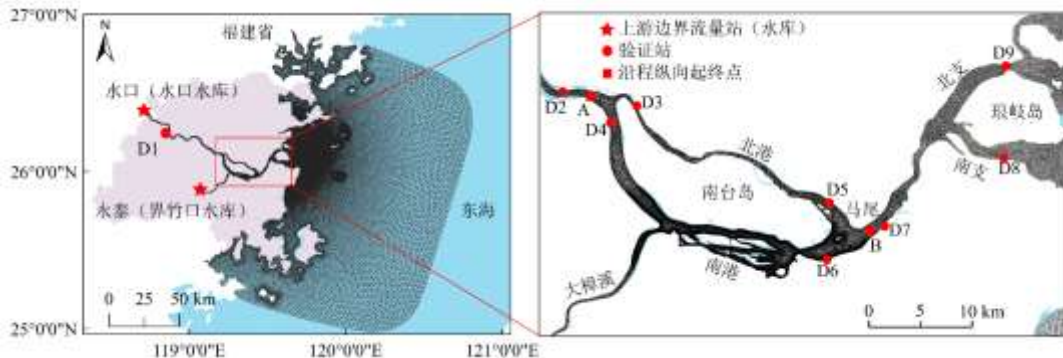 27°0′0″N
26°0′0″N
25°0′0″N
119°0′0″E
120°0′0″E
121°0′0″E
N
福建省
水口（水口水库）
D1
永泰（界竹口水库）
东海
0 25 50 km
上游边界流量站（水库）
验证站
沿程纵向起终点
D2
A
D3
D4
北港
南台岛
D5
马尾
B
D7
D6
南港
大樟溪
北支
D9
琅岐岛
南支
D8
0 5 10 km